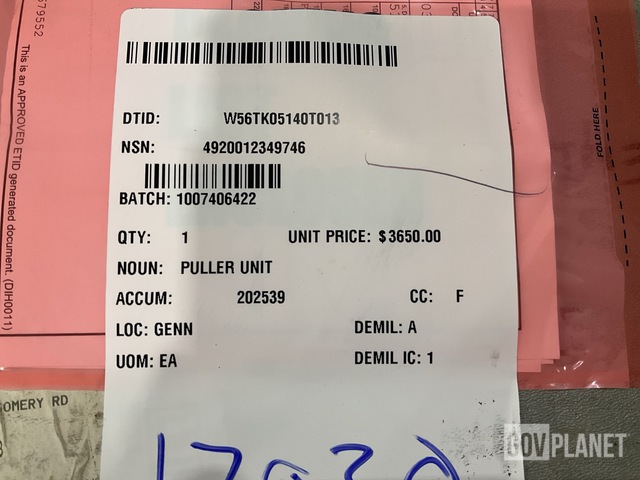 379552
This is an APPROVED ETID generated document. (DIH0011)
DTID: W56TK05140T013
NSN: 4920012349746
BATCH: 1007406422
QTY: 1 UNIT PRICE: $3650.00
NOUN: PULLER UNIT
ACCUM: 202539 CC: F
LOC: GENN DEMIL: A
UOM: EA DEMIL IC: 1
FOLD HERE
OMERY RD
GOVPLANET